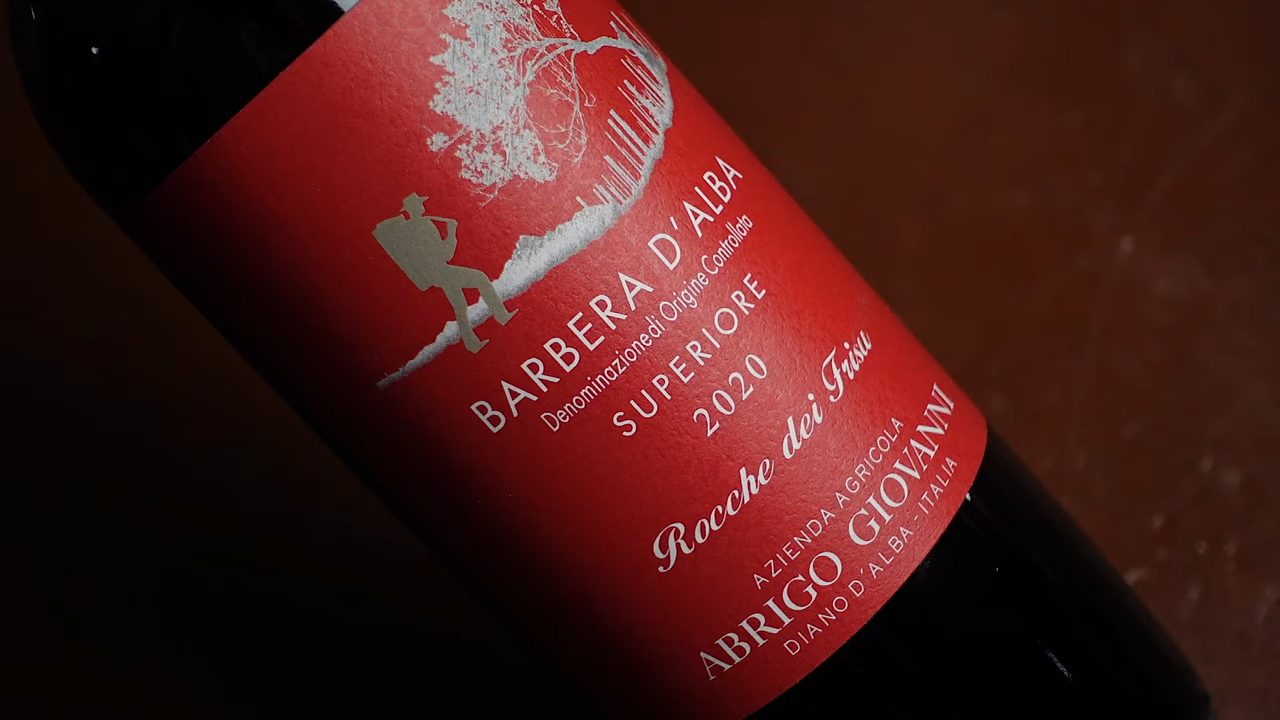 BARBERA D'ALBA
Denominazione di Origine Controllata
SUPERIORE
2020
Rocche dei Frisu
AZIENDA AGRICOLA
ABRIGO GIOVANNI
DIANO D'ALBA - ITALIA